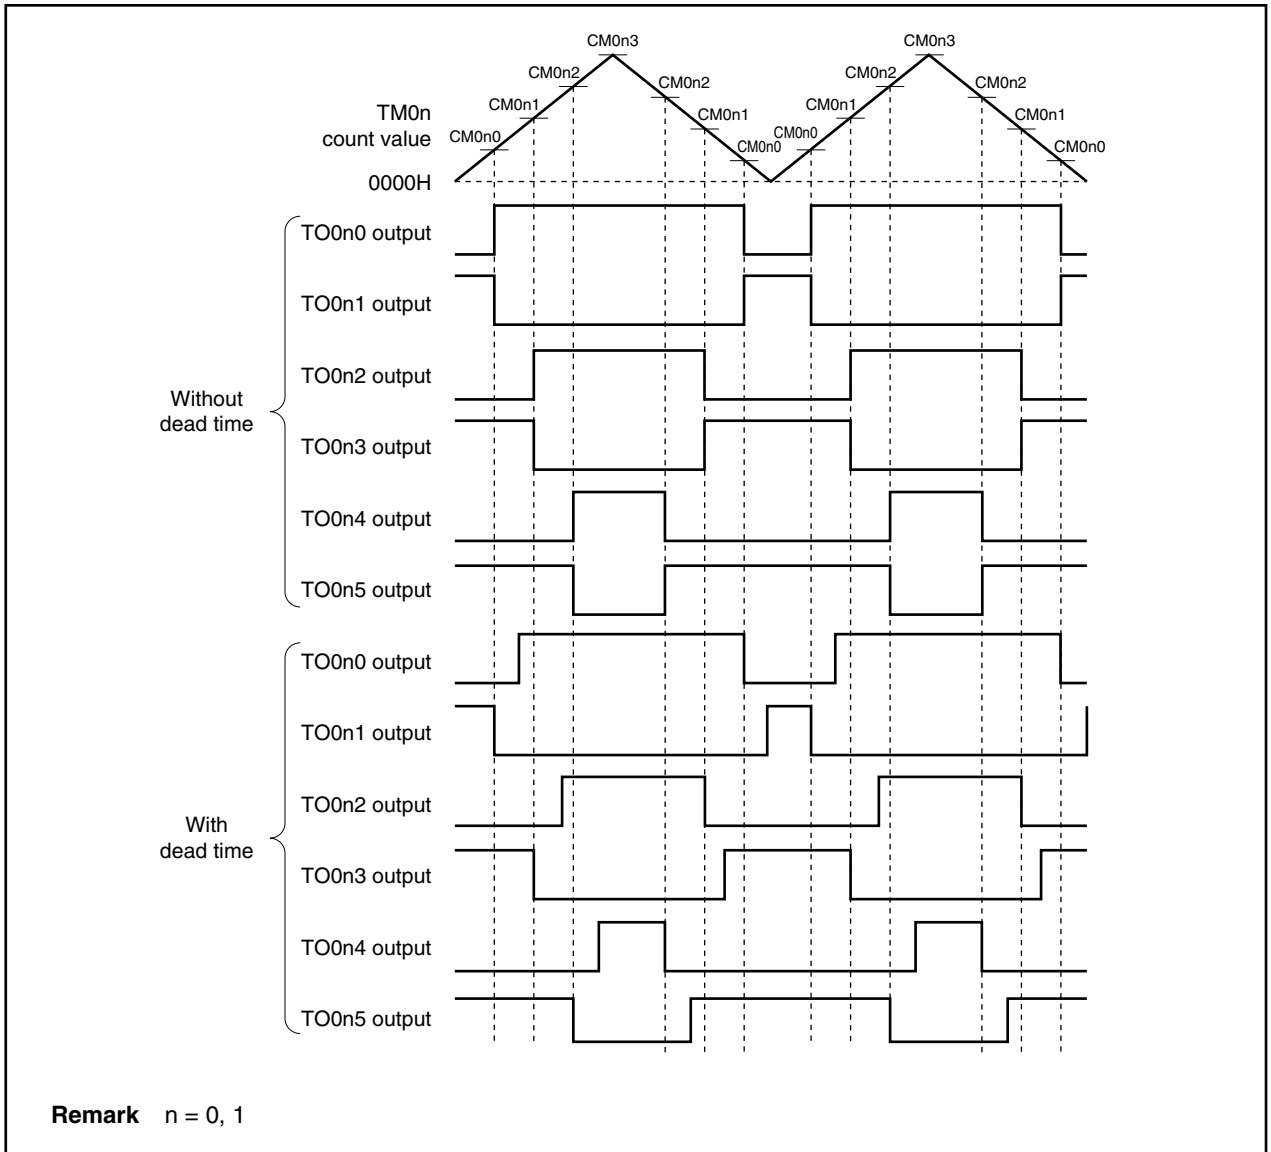 CM0n3 CM0n3
CM0n2 CM0n2 CM0n2 CM0n2
TM0n
count value
CM0n1 CM0n1 CM0n1 CM0n1
CM0n0 CM0n0 CM0n0 CM0n0
0000H
Without
dead time
TO0n0 output
TO0n1 output
TO0n2 output
TO0n3 output
TO0n4 output
TO0n5 output
With
dead time
TO0n0 output
TO0n1 output
TO0n2 output
TO0n3 output
TO0n4 output
TO0n5 output
Remark n = 0, 1